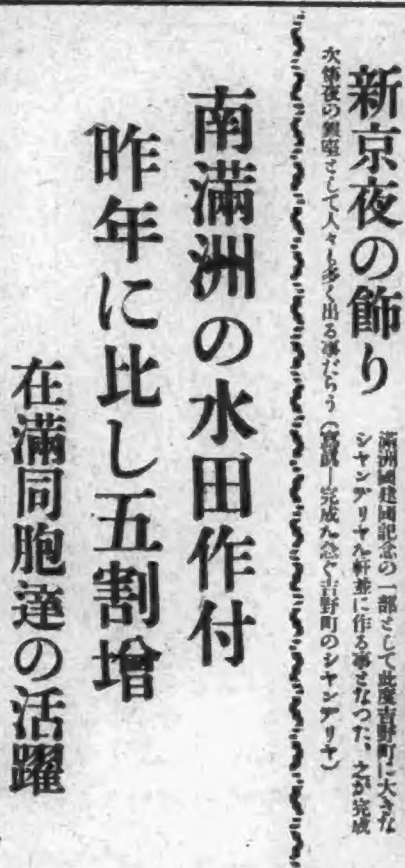 新京夜の飾り
滿洲國建國記念の一部として此度吉野町に大きな
シヤンデリヤを軒並に作る事となつた、之が完成
次第夜の銀座として人々も多く出る事だらう(寫眞—完成を急ぐ吉野町のシヤンデリヤ)
南滿洲の水田作付
昨年に比し五割增
在滿同胞達の活躍